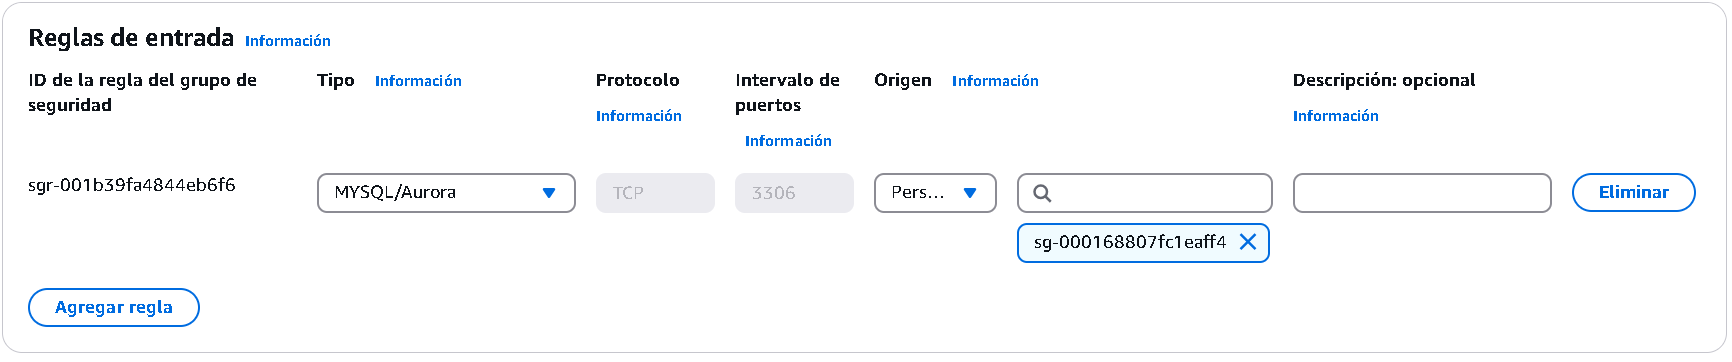 Reglas de entrada Información
ID de la regla del grupo de seguridad
Tipo Información
Protocolo
Información
Intervalo de puertos
Información
Origen Información
Descripción: opcional
Información
sgr-001b39fa4844eb6f6
MYSQL/Aurora
TCP
3306
Pers...
sg-000168807fc1eaff4
Eliminar
Agregar regla